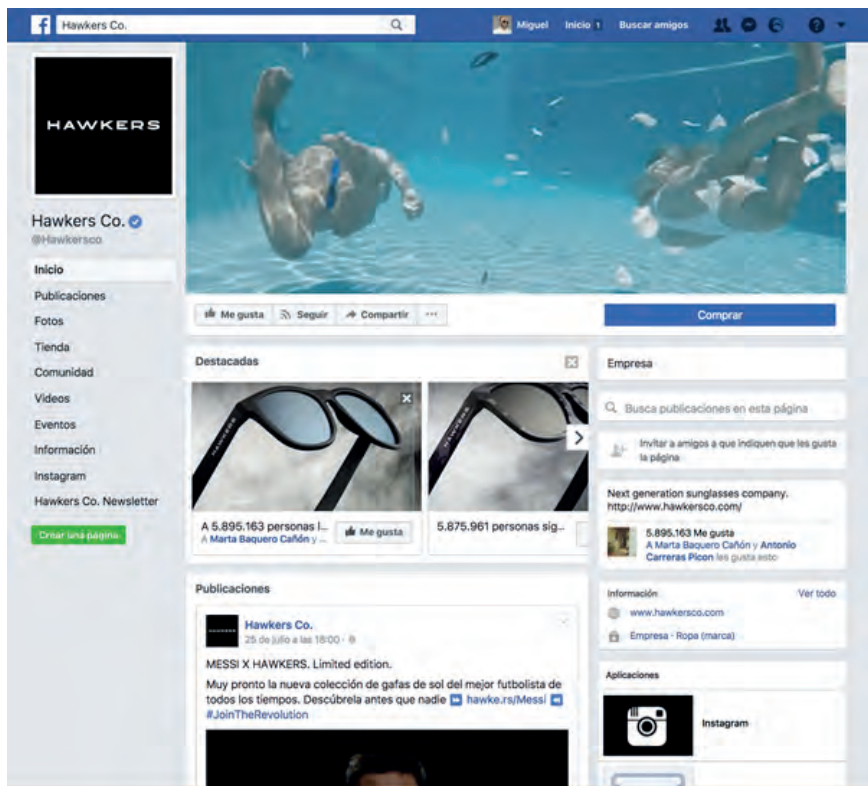 Hawkers Co.
Miguel
Inicio 1
Buscar amigos
HAWKERS
Hawkers Co.
@Hawkersco
Inicio
Publicaciones
Fotos
Tienda
Comunidad
Videos
Eventos
Información
Instagram
Hawkers Co. Newsletter
Crear una página
Me gusta
Seguir
Compartir
Comprar
Destacadas
HAWKERS
HAWKERS
A 5.895.163 personas l...
A Marta Baquero Cañón y ...
Me gusta
5.875.961 personas sig...
Publicaciones
HAWKERS
Hawkers Co.
25 de julio a las 18:00 ·
MESSI X HAWKERS. Limited edition.
Muy pronto la nueva colección de gafas de sol del mejor futbolista de
todos los tiempos. Descúbrela antes que nadie hawke.rs/Messi
#JoinTheRevolution
Empresa
Busca publicaciones en esta página
Invitar a amigos a que indiquen que les gusta
la página
Next generation sunglasses company.
http://www.hawkersco.com/
5.895.163 Me gusta
A Marta Baquero Cañón y Antonio
Carreras Picon les gusta esto
Información
Ver todo
www.hawkersco.com
Empresa · Ropa (marca)
Aplicaciones
Instagram